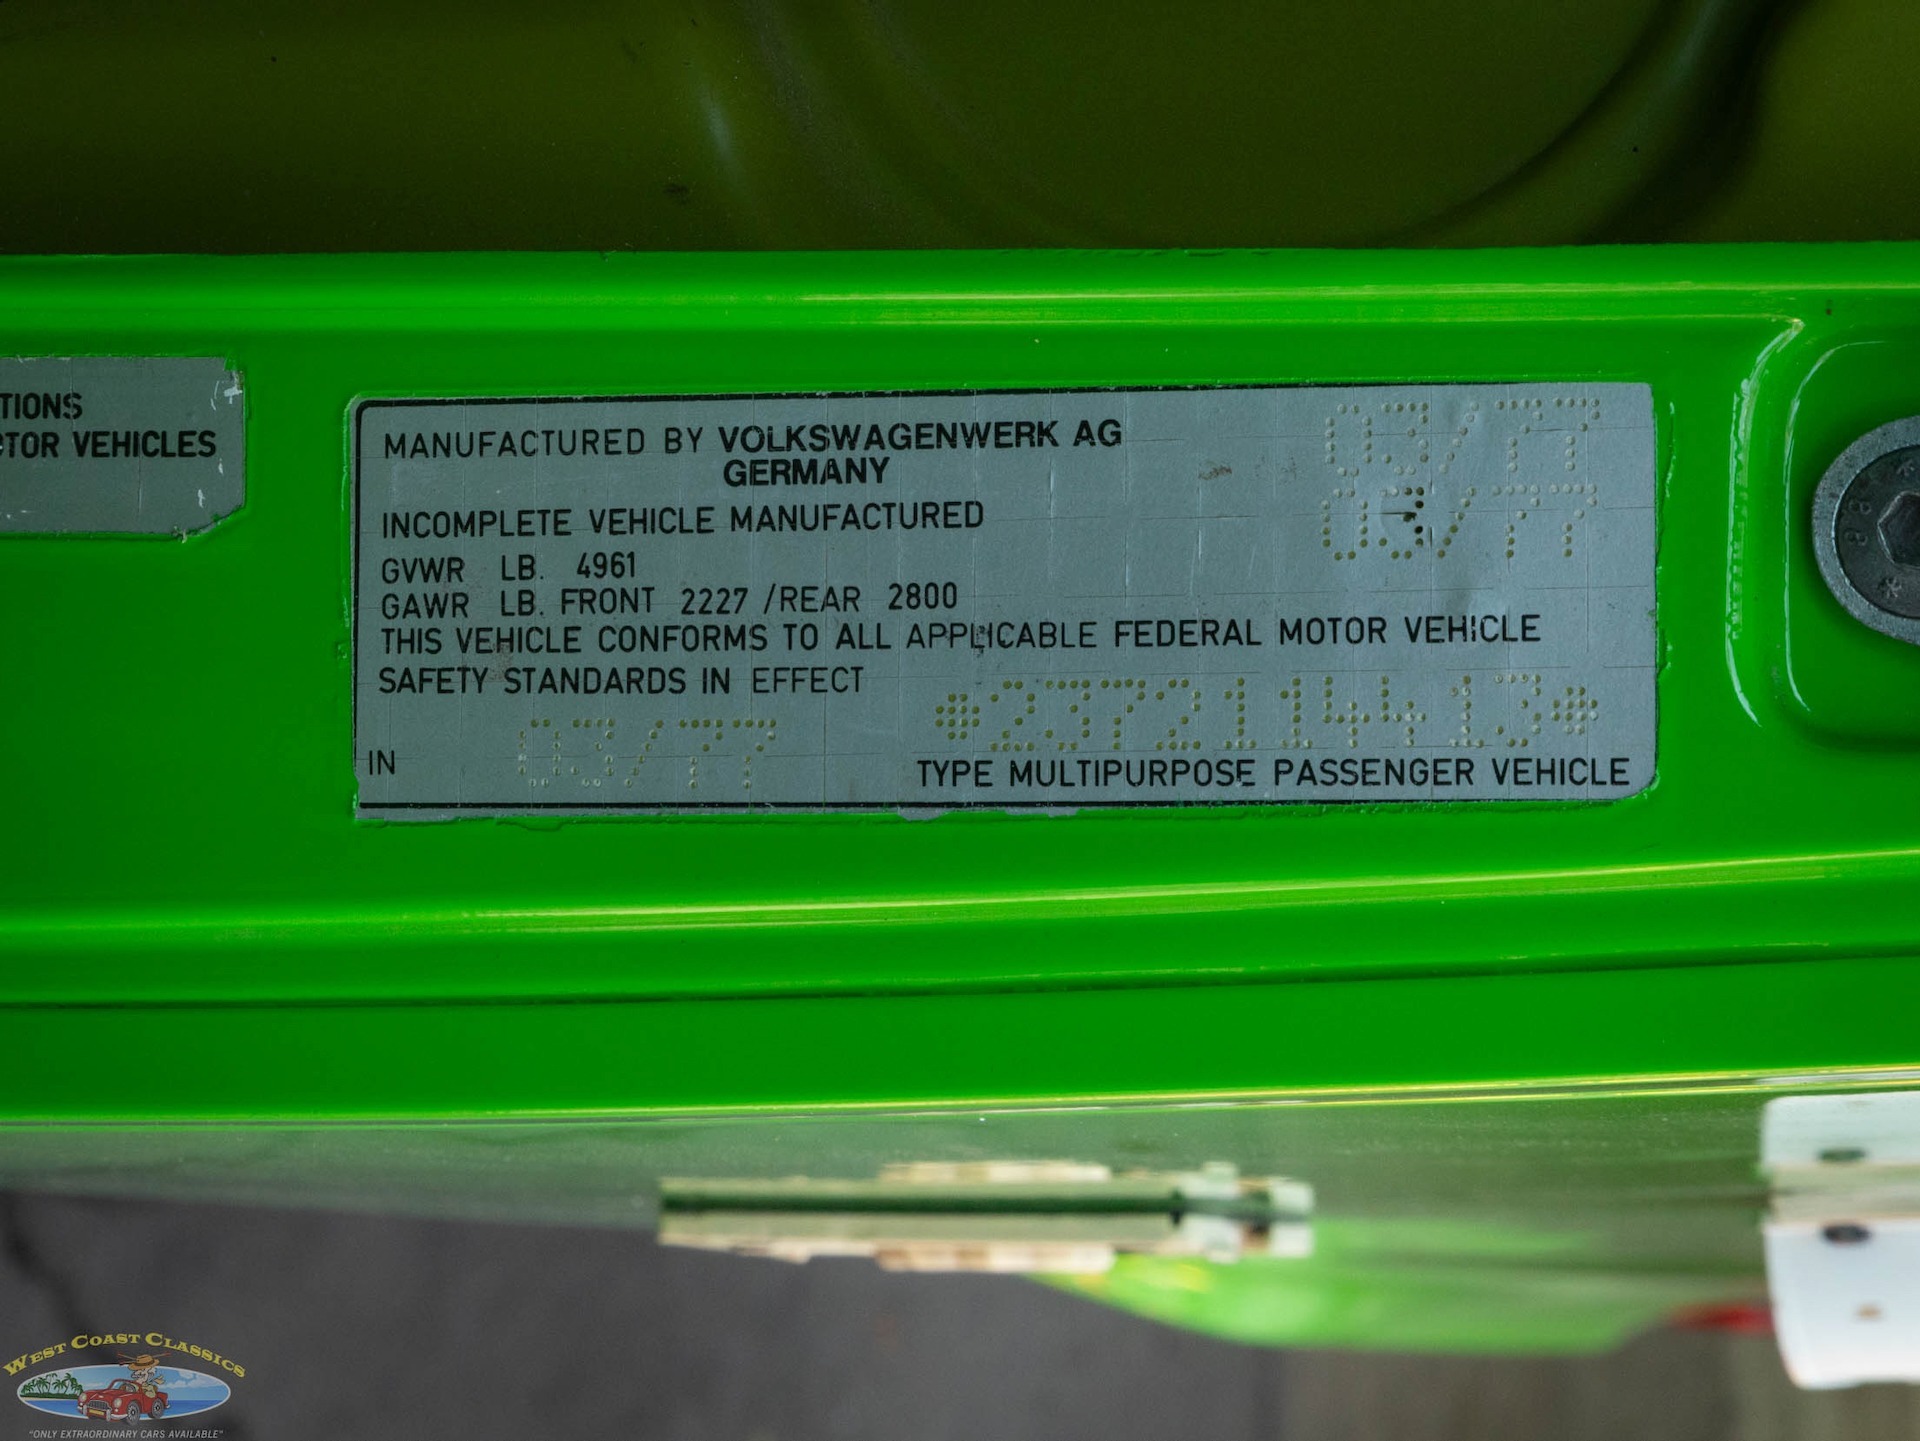 TIONS
TOR VEHICLES
MANUFACTURED BY VOLKSWAGENWERK AG 03/77
GERMANY
INCOMPLETE VEHICLE MANUFACTURED 03/77
GVWR LB. 4961
GAWR LB. FRONT 2227 /REAR 2800
THIS VEHICLE CONFORMS TO ALL APPLICABLE FEDERAL MOTOR VEHICLE
SAFETY STANDARDS IN EFFECT
IN 03/77 *2372114413*
TYPE MULTIPURPOSE PASSENGER VEHICLE
88
WEST COAST CLASSICS
"ONLY EXTRAORDINARY CARS AVAILABLE"